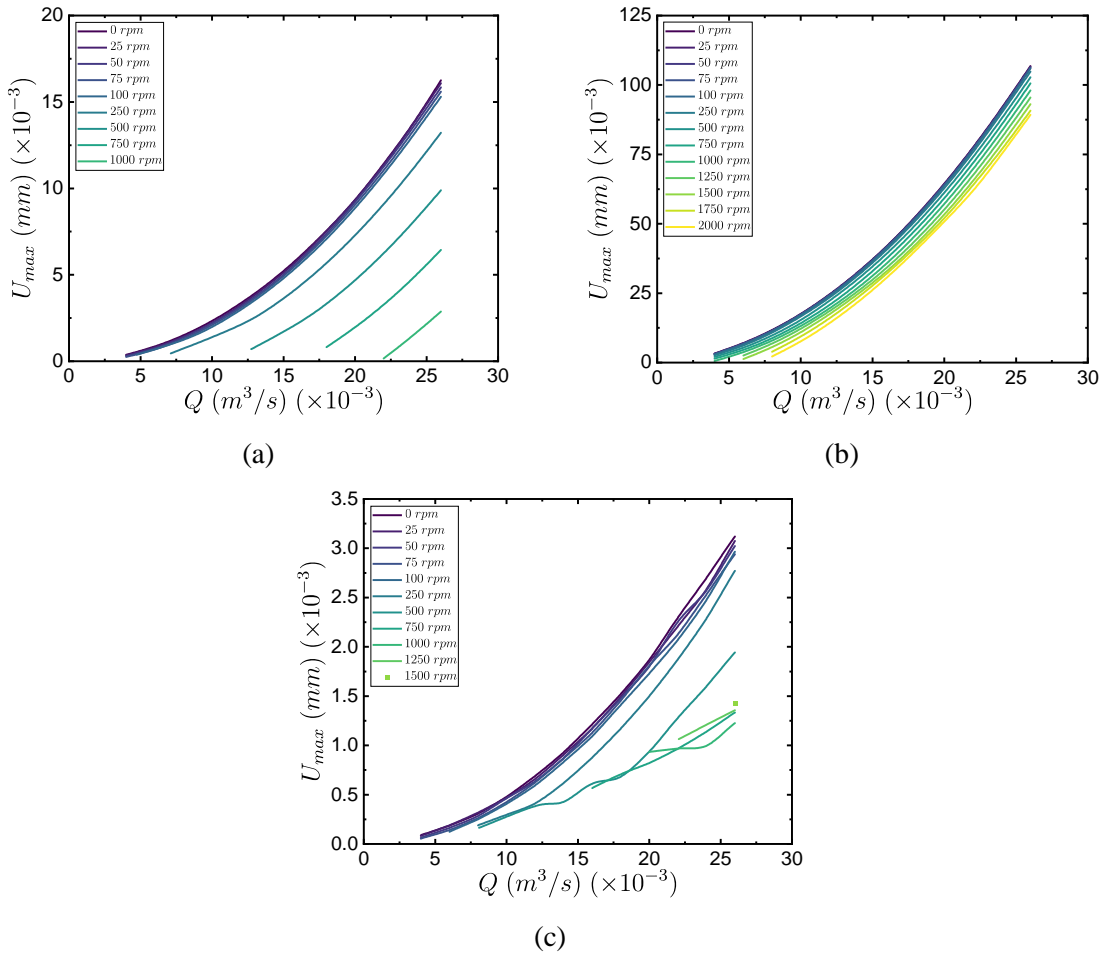 20
15
10
5
0
U_max (mm) (×10⁻³)
0 rpm
25 rpm
50 rpm
75 rpm
100 rpm
250 rpm
500 rpm
750 rpm
1000 rpm
0 5 10 15 20 25 30
Q (m³/s) (×10⁻³)
(a)
125
100
75
50
25
0
U_max (mm) (×10⁻³)
0 rpm
25 rpm
50 rpm
75 rpm
100 rpm
250 rpm
500 rpm
750 rpm
1000 rpm
1250 rpm
1500 rpm
1750 rpm
2000 rpm
0 5 10 15 20 25 30
Q (m³/s) (×10⁻³)
(b)
3.5
3.0
2.5
2.0
1.5
1.0
0.5
0.0
U_max (mm) (×10⁻³)
0 rpm
25 rpm
50 rpm
75 rpm
100 rpm
250 rpm
500 rpm
750 rpm
1000 rpm
1250 rpm
1500 rpm
0 5 10 15 20 25 30
Q (m³/s) (×10⁻³)
(c)